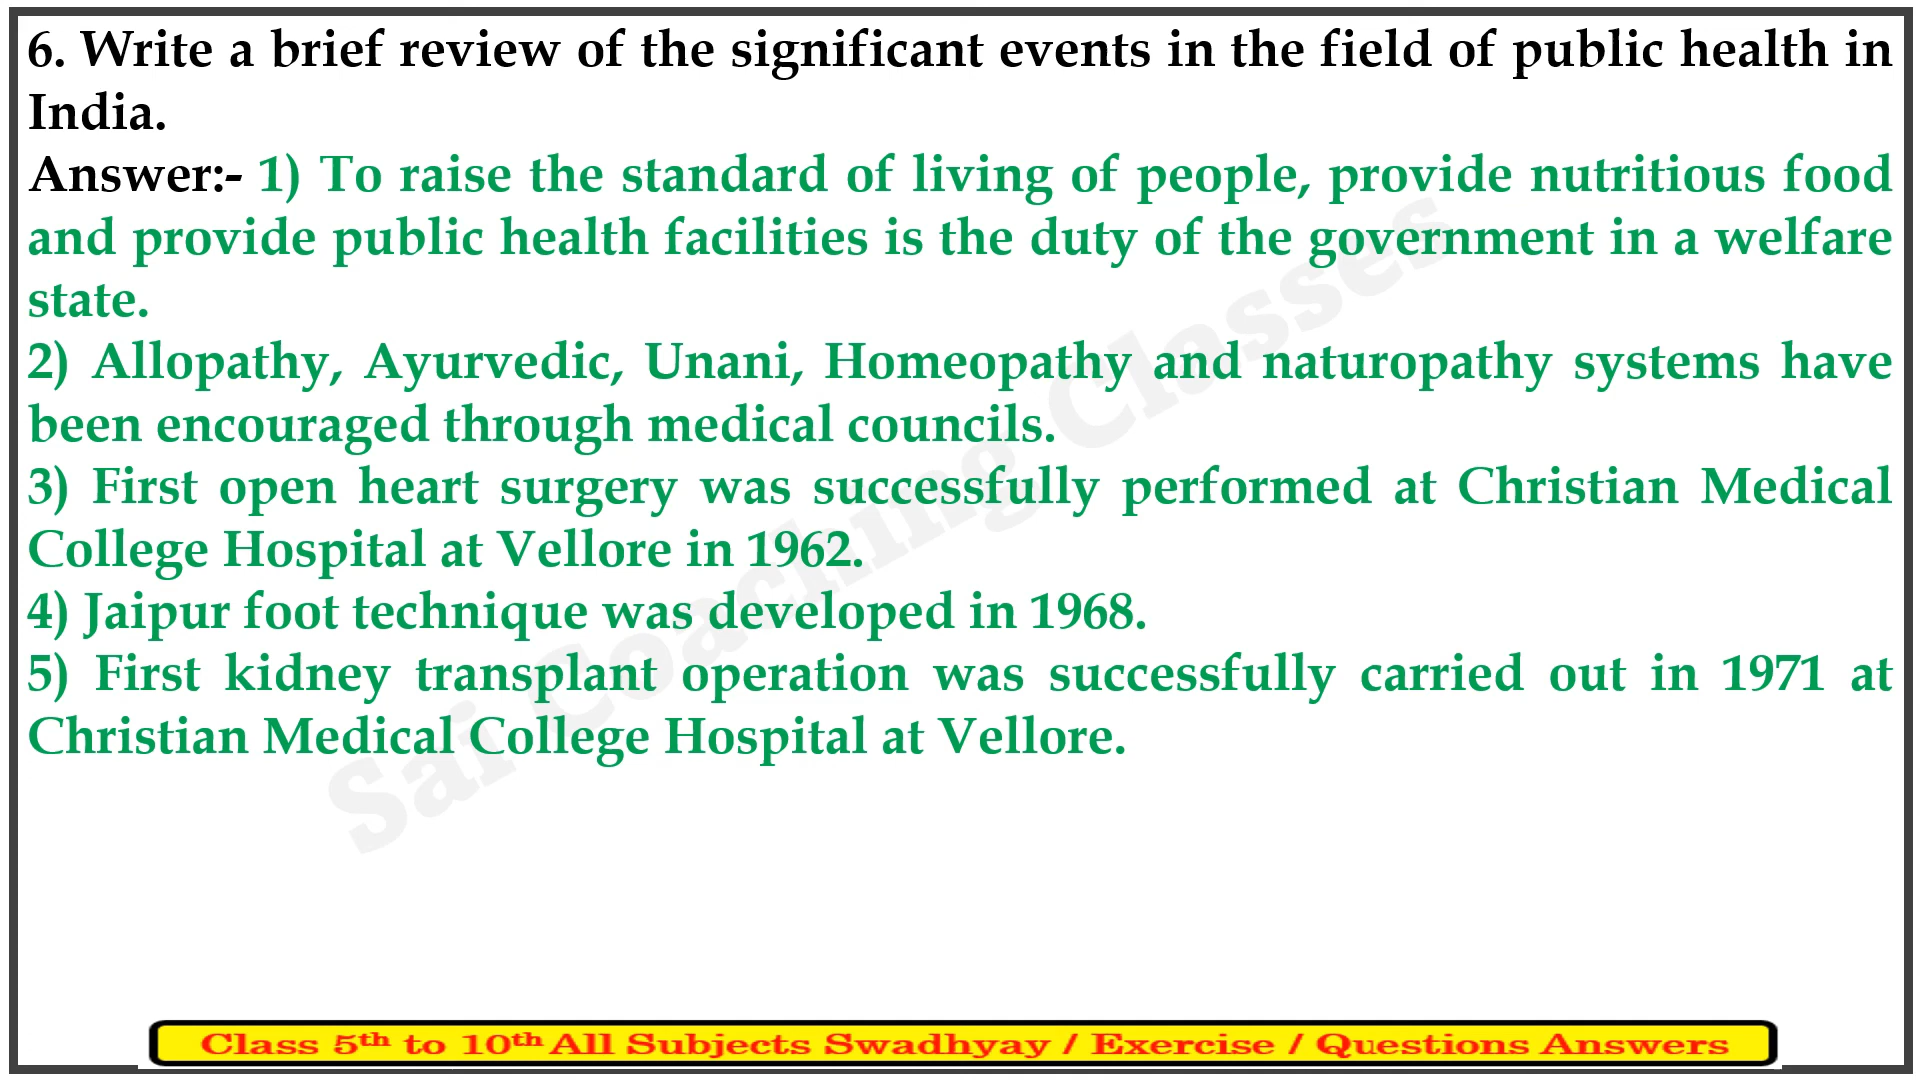 6. Write a brief review of the significant events in the field of public health in
India.
Answer:- 1) To raise the standard of living of people, provide nutritious food
and provide public health facilities is the duty of the government in a welfare
state.
2) Allopathy, Ayurvedic, Unani, Homeopathy and naturopathy systems have
been encouraged through medical councils.
3) First open heart surgery was successfully performed at Christian Medical
College Hospital at Vellore in 1962.
4) Jaipur foot technique was developed in 1968.
5) First kidney transplant operation was successfully carried out in 1971 at
Christian Medical College Hospital at Vellore.
Sai Coaching Classes
Class 5th to 10th All Subjects Swadhyay / Exercise / Questions Answers